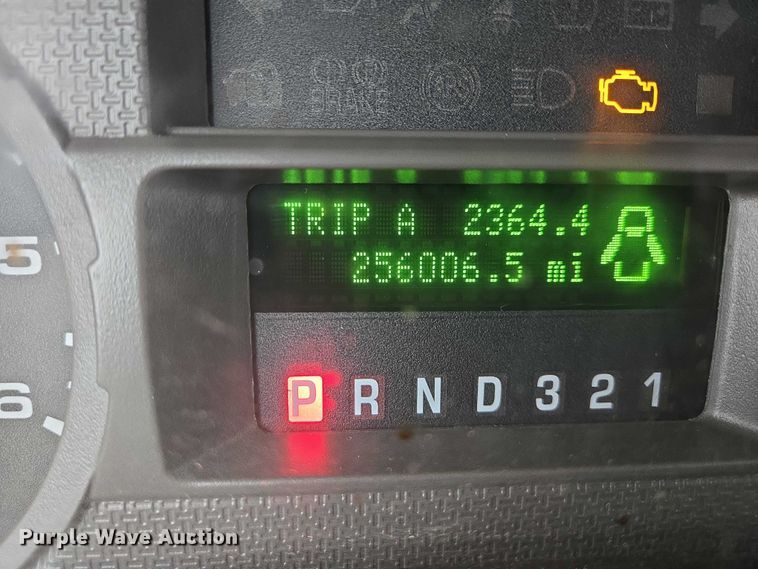 BRAKE
TRIP A 2364.4
256006.5 mi
5
P R N D 3 2 1
6
Purple Wave Auction